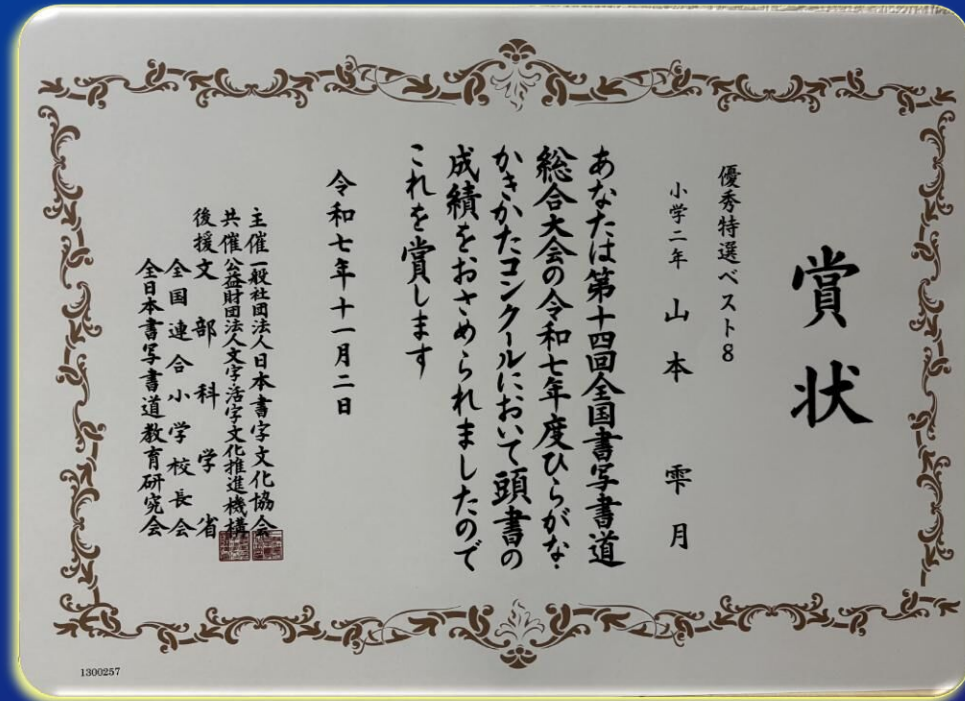 賞状
優秀特選ベスト8
小学二年 山本 雫月
あなたは第十四回全国書写書道
総合大会の令和七年度ひらがな・
かきかたコンクールにおいて頭書の
成績をおさめられましたので
これを賞します
令和七年十一月二日
主催 一般社団法人日本書字文化協会
共催 公益財団法人文字活字文化推進機構
後援 文部科学省
全国連合小学校長会
全日本書写書道教育研究会
1300257